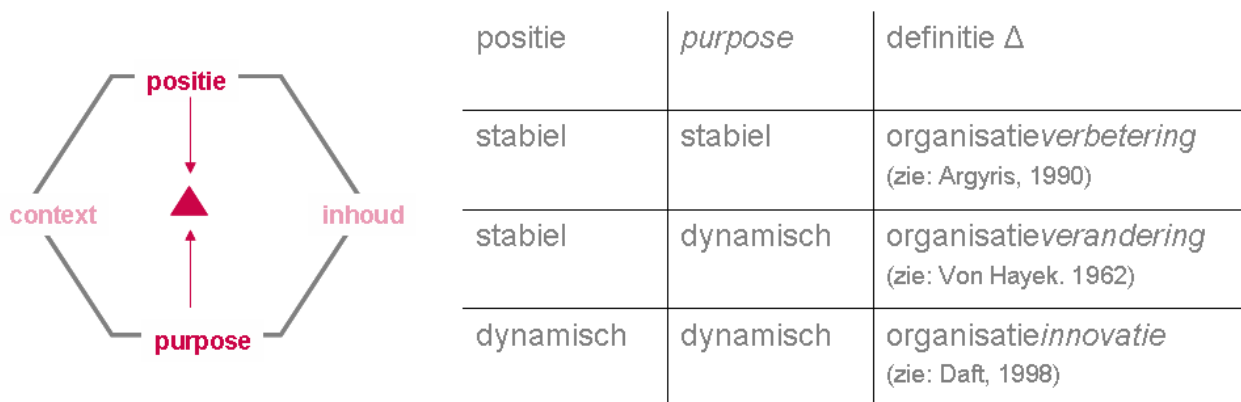 positie
context
inhoud
purpose
positie purpose definitie Δ
stabiel stabiel organisatieverbetering
(zie: Argyris, 1990)
stabiel dynamisch organisatieverandering
(zie: Von Hayek. 1962)
dynamisch dynamisch organisatieinnovatie
(zie: Daft, 1998)